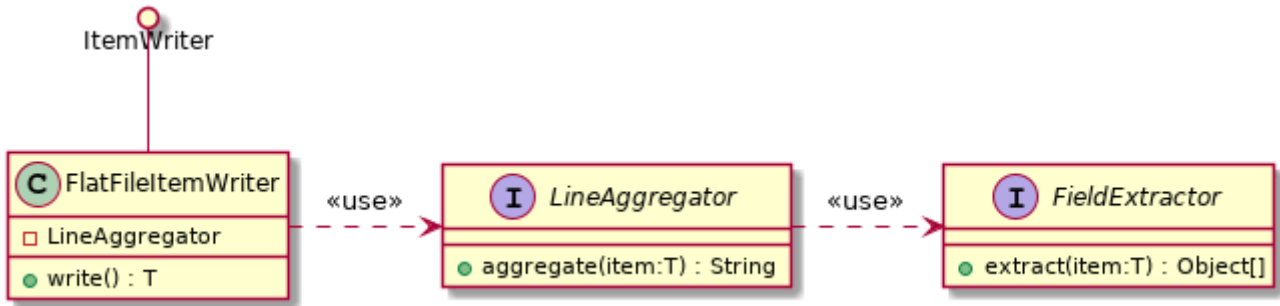 ItemWriter
C FlatFileItemWriter
LineAggregator
write() : T
«use»
I LineAggregator
aggregate(item:T) : String
«use»
I FieldExtractor
extract(item:T) : Object[]